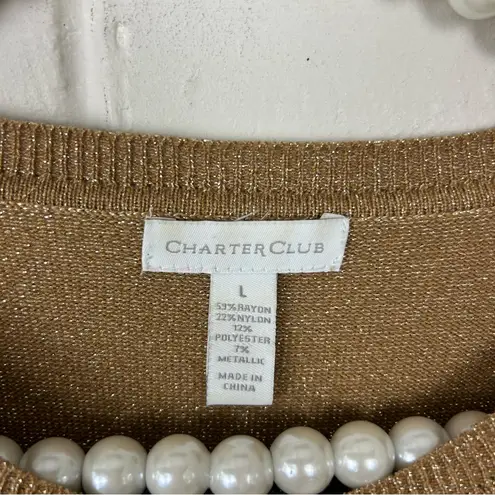 CHARTER CLUB
L
59% RAYON
22% NYLON
12%
POLYESTER
7%
METALLIC
MADE IN
CHINA